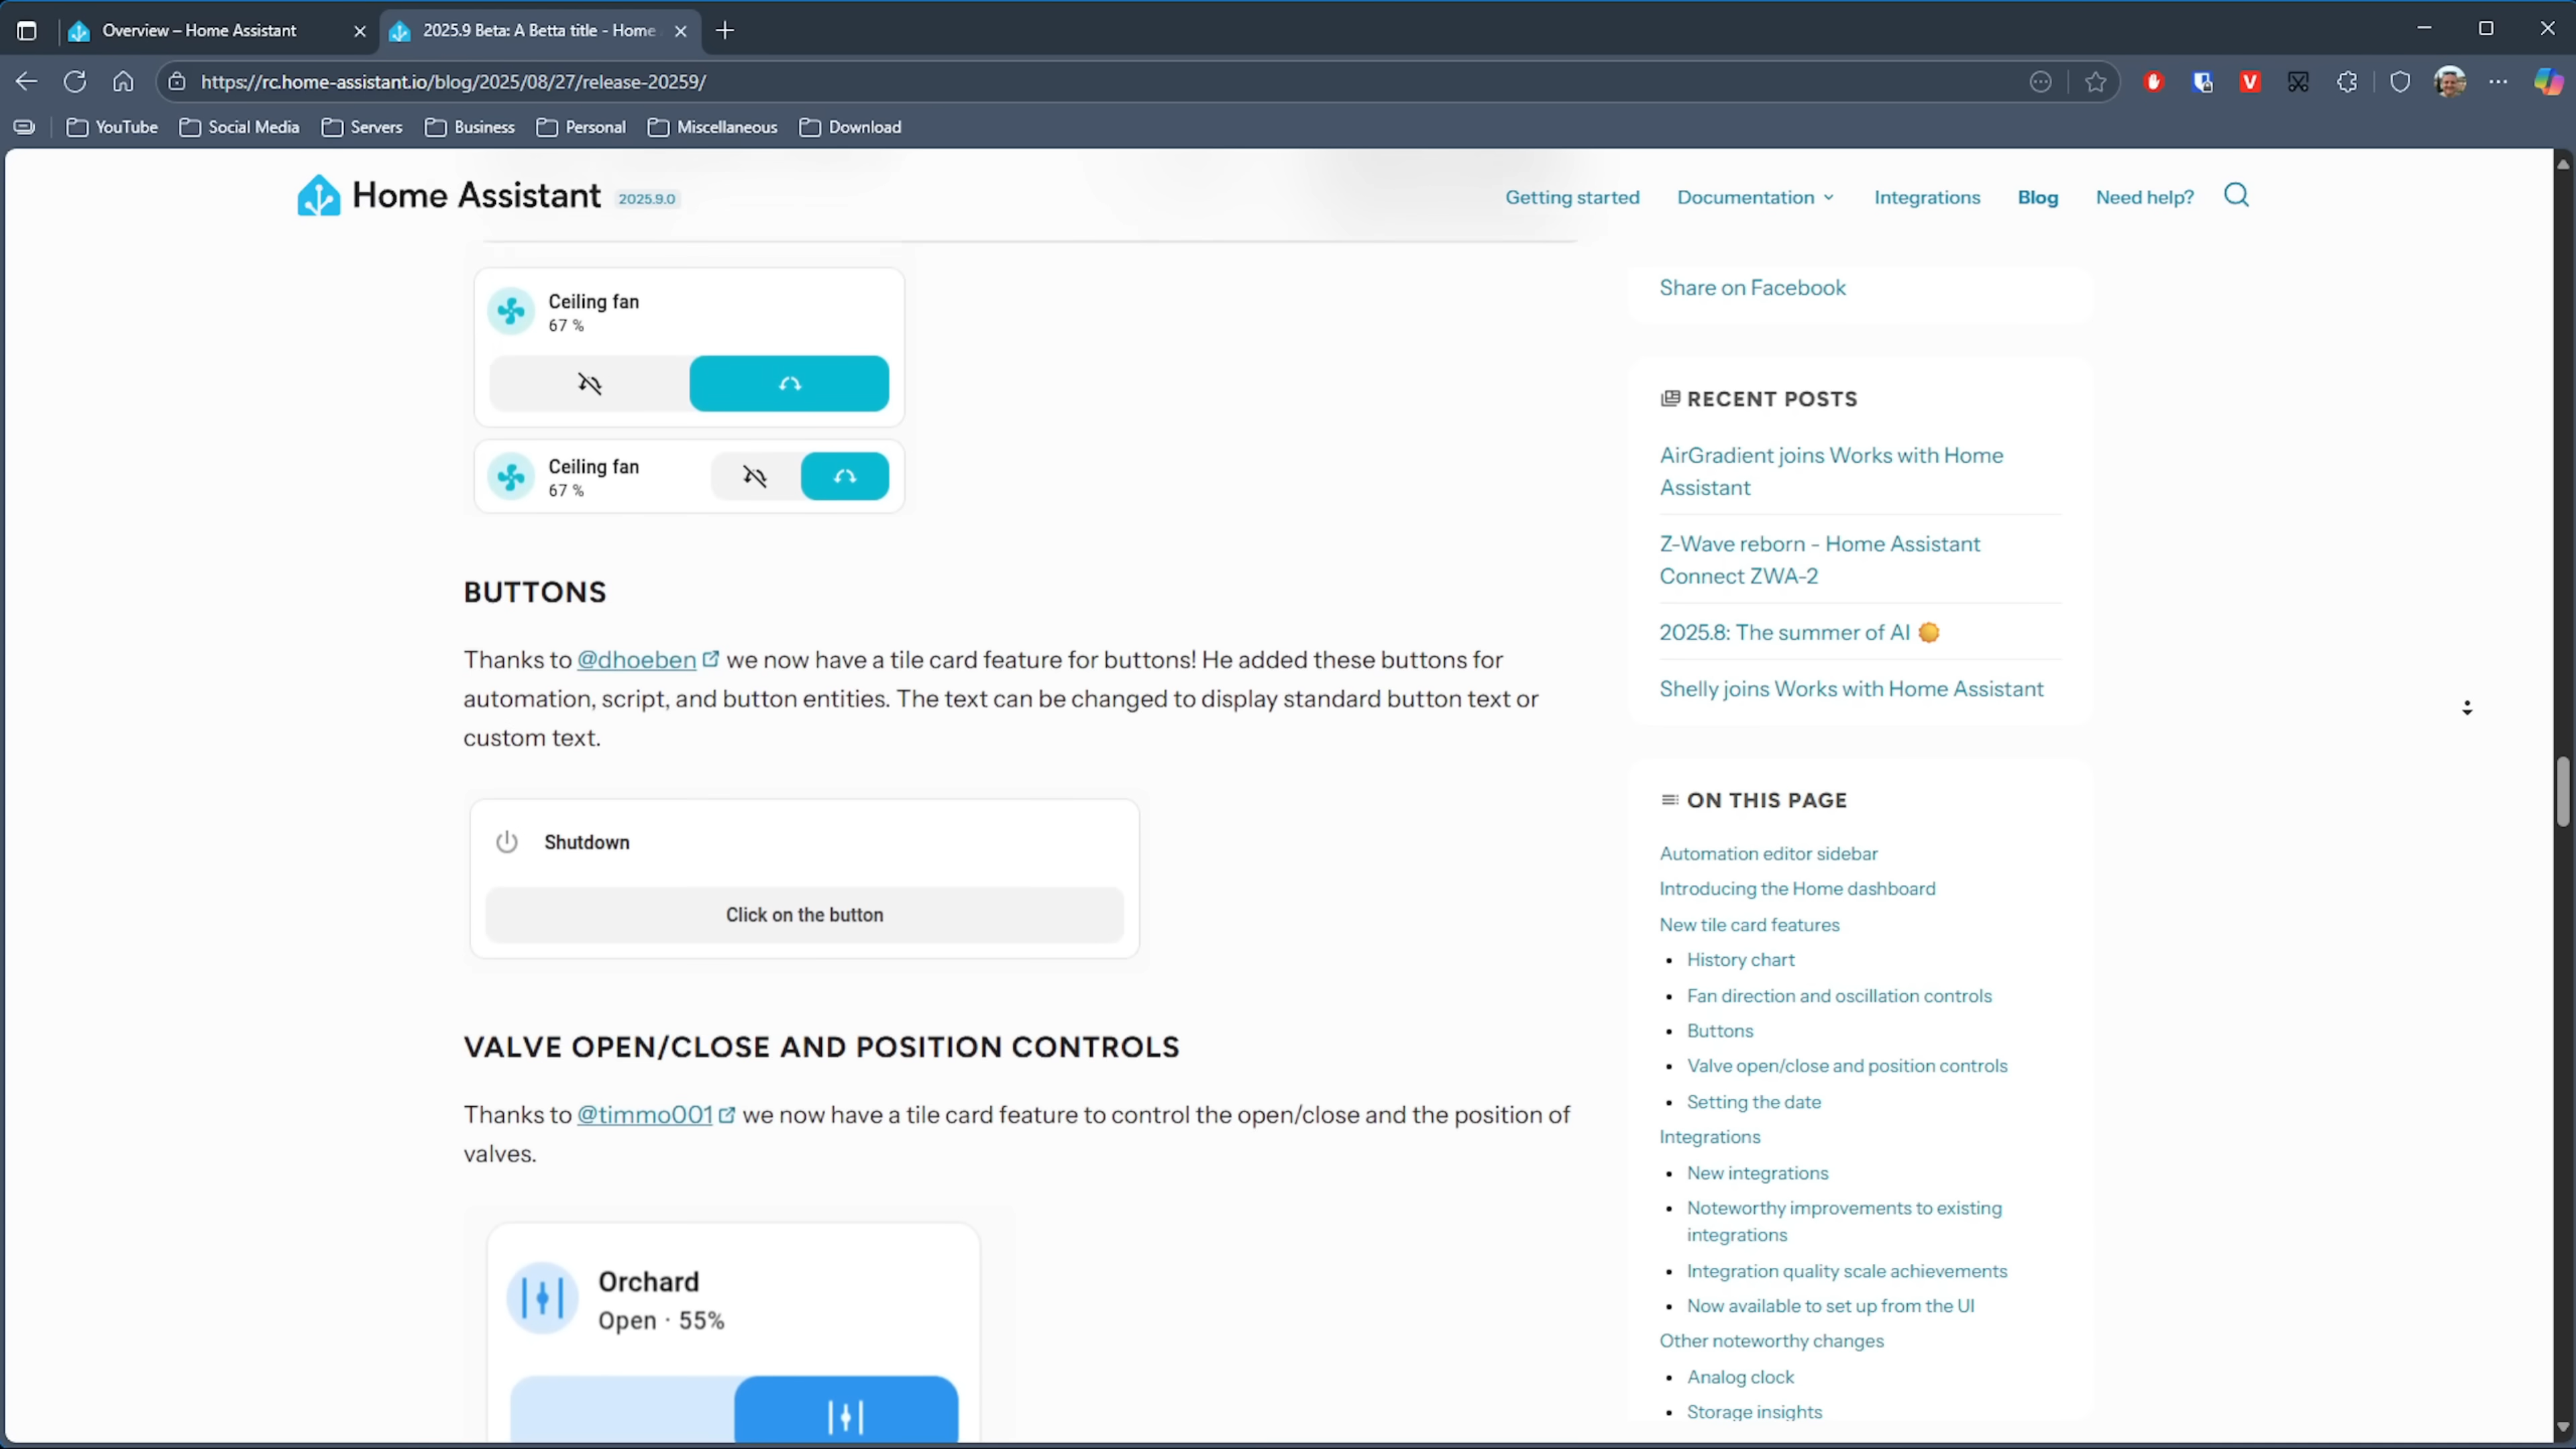 Overview – Home Assistant
2025.9 Beta: A Betta title - Home
https://rc.home-assistant.io/blog/2025/08/27/release-20259/
YouTube
Social Media
Servers
Business
Personal
Miscellaneous
Download
Home Assistant 2025.9.0
Getting started
Documentation
Integrations
Blog
Need help?
Ceiling fan
67 %
Ceiling fan
67 %
BUTTONS
Thanks to @dhoeben we now have a tile card feature for buttons! He added these buttons for
automation, script, and button entities. The text can be changed to display standard button text or
custom text.
Shutdown
Click on the button
VALVE OPEN/CLOSE AND POSITION CONTROLS
Thanks to @timmo001 we now have a tile card feature to control the open/close and the position of
valves.
Orchard
Open · 55%
Share on Facebook
RECENT POSTS
AirGradient joins Works with Home
Assistant
Z-Wave reborn - Home Assistant
Connect ZWA-2
2025.8: The summer of AI
Shelly joins Works with Home Assistant
ON THIS PAGE
Automation editor sidebar
Introducing the Home dashboard
New tile card features
• History chart
• Fan direction and oscillation controls
• Buttons
• Valve open/close and position controls
• Setting the date
Integrations
• New integrations
• Noteworthy improvements to existing
integrations
• Integration quality scale achievements
• Now available to set up from the UI
Other noteworthy changes
• Analog clock
• Storage insights